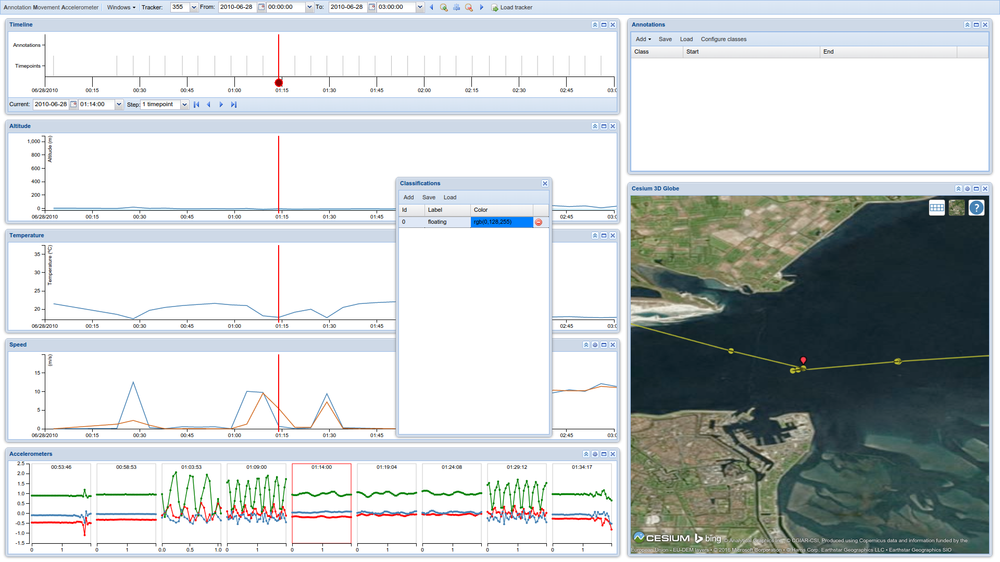 Annotation Movement Accelerometer Windows Tracker: 355 From: 2010-06-28 00:00:00 To: 2010-06-28 03:00:00 Load tracker
Timeline
Annotations
Timepoints
06/28/2010 00:15 00:30 00:45 01:00 01:15 01:30 01:45 02:00 02:15 02:30 02:45 03:0
Current: 2010-06-28 01:14:00 Step: 1 timepoint
Altitude
Altitude (m)
1,000
800
600
400
200
0
06/28/2010 00:15 00:30 00:45 01:00 01:15 01:30 01:45 02:45 03:0
Temperature
Temperature (°C)
35
30
25
20
06/28/2010 00:15 00:30 00:45 01:00 01:15 01:30 01:45 02:45 03:0
Speed
(m/s)
15
10
5
0
06/28/2010 00:15 00:30 00:45 01:00 01:15 01:30 01:45 02:45 03:0
Accelerometers
00:53:46 00:58:53 01:03:53 01:09:00 01:14:00 01:19:04 01:24:08 01:29:12 01:34:17
2.5
2.0
1.5
1.0
0.5
0.0
-0.5
-1.0
-1.5
0 1 0 1 0.0 0.5 1.0 0 1 0 1 0 1 0 1 0 1 0 1
Classifications
Add Save Load
Id Label Color
0 floating rgb(0,128,255)
Annotations
Add Save Load Configure classes
Class Start End
Cesium 3D Globe
?
CESIUM bing © Analytical Graphics Inc., © CGIAR-CSI, Produced using Copernicus data and information funded by the
European Union - EU-DEM layers • © 2016 Microsoft Corporation • © Harris Corp, Earthstar Geographics LLC • Earthstar Geographics SIO